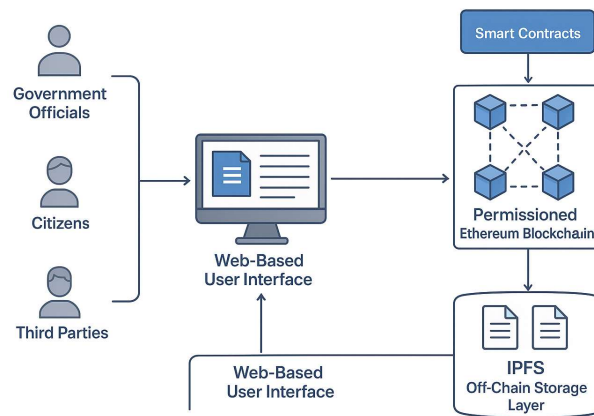 Government
Officials
Citizens
Third Parties
Web-Based
User Interface
Smart Contracts
Permissioned
Ethereum Blockchain
Web-Based
User Interface
IPFS
Off-Chain Storage
Layer